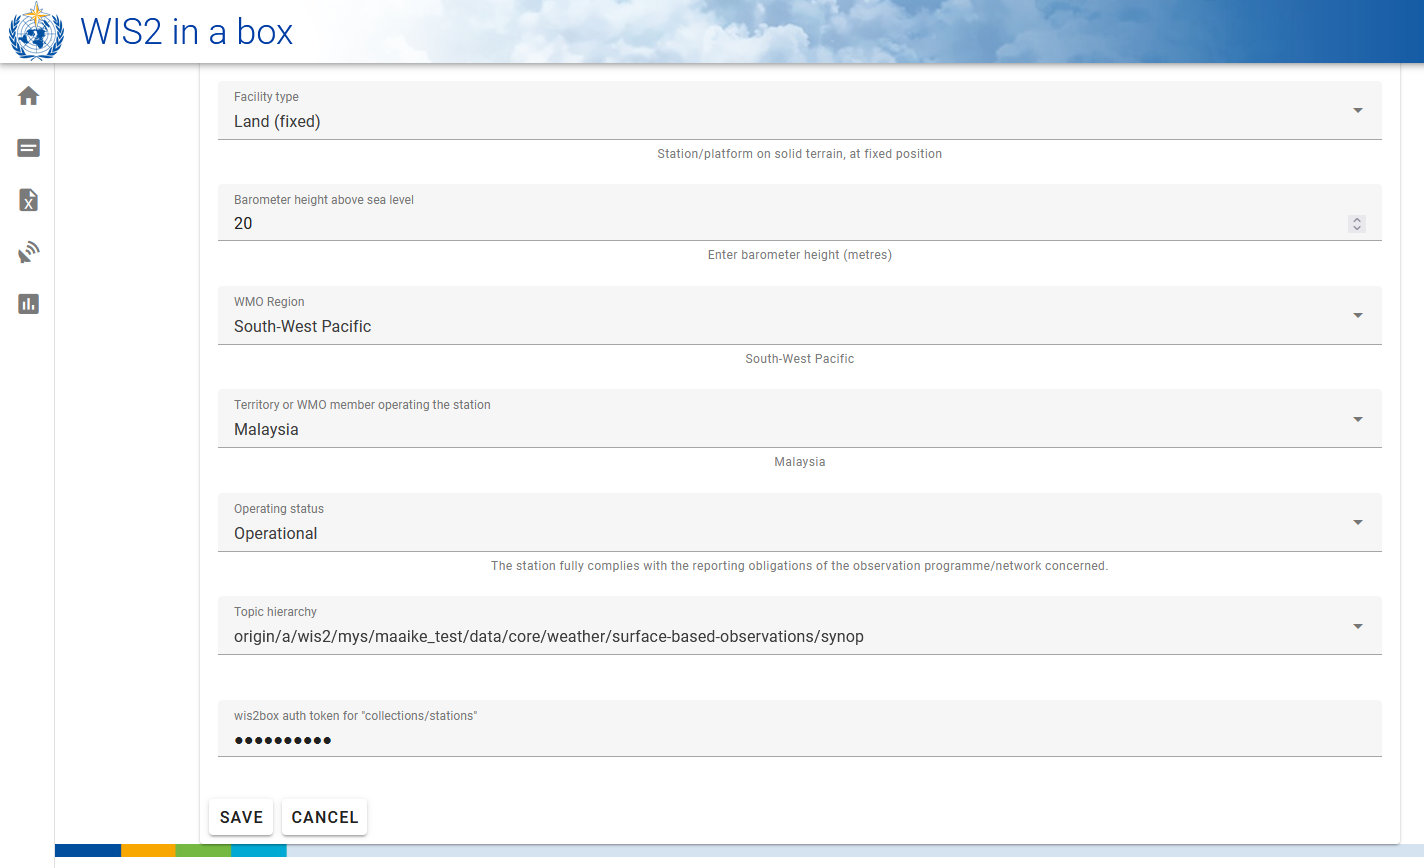 WIS2 in a box
Facility type
Land (fixed)
Station/platform on solid terrain, at fixed position
Barometer height above sea level
20
Enter barometer height (metres)
WMO Region
South-West Pacific
South-West Pacific
Territory or WMO member operating the station
Malaysia
Malaysia
Operating status
Operational
The station fully complies with the reporting obligations of the observation programme/network concerned.
Topic hierarchy
origin/a/wis2/mys/maaike_test/data/core/weather/surface-based-observations/synop
wis2box auth token for "collections/stations"
••••••••••
SAVE CANCEL